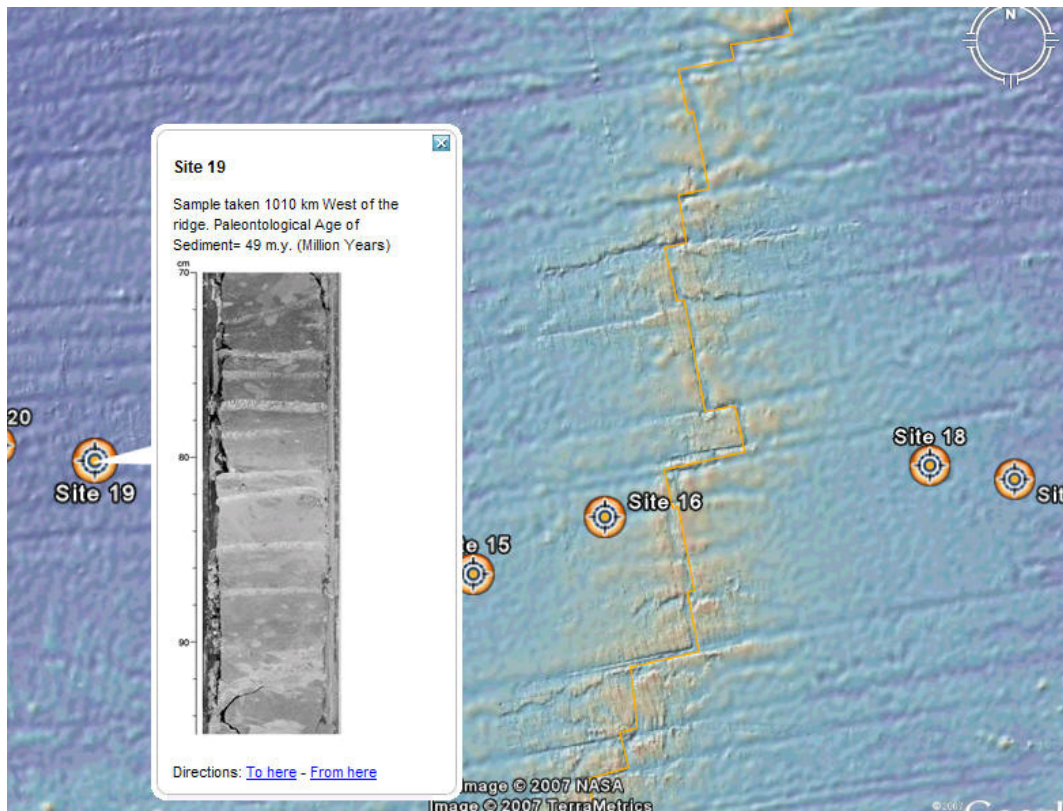 N
Site 19
Sample taken 1010 km West of the
ridge. Paleontological Age of
Sediment= 49 m.y. (Million Years)
cm
70
80
90
Directions: To here - From here
20
Site 19
te 15
Site 16
Site 18
Sit
Image © 2007 NASA
Image © 2007 TerraMetrics
©2007